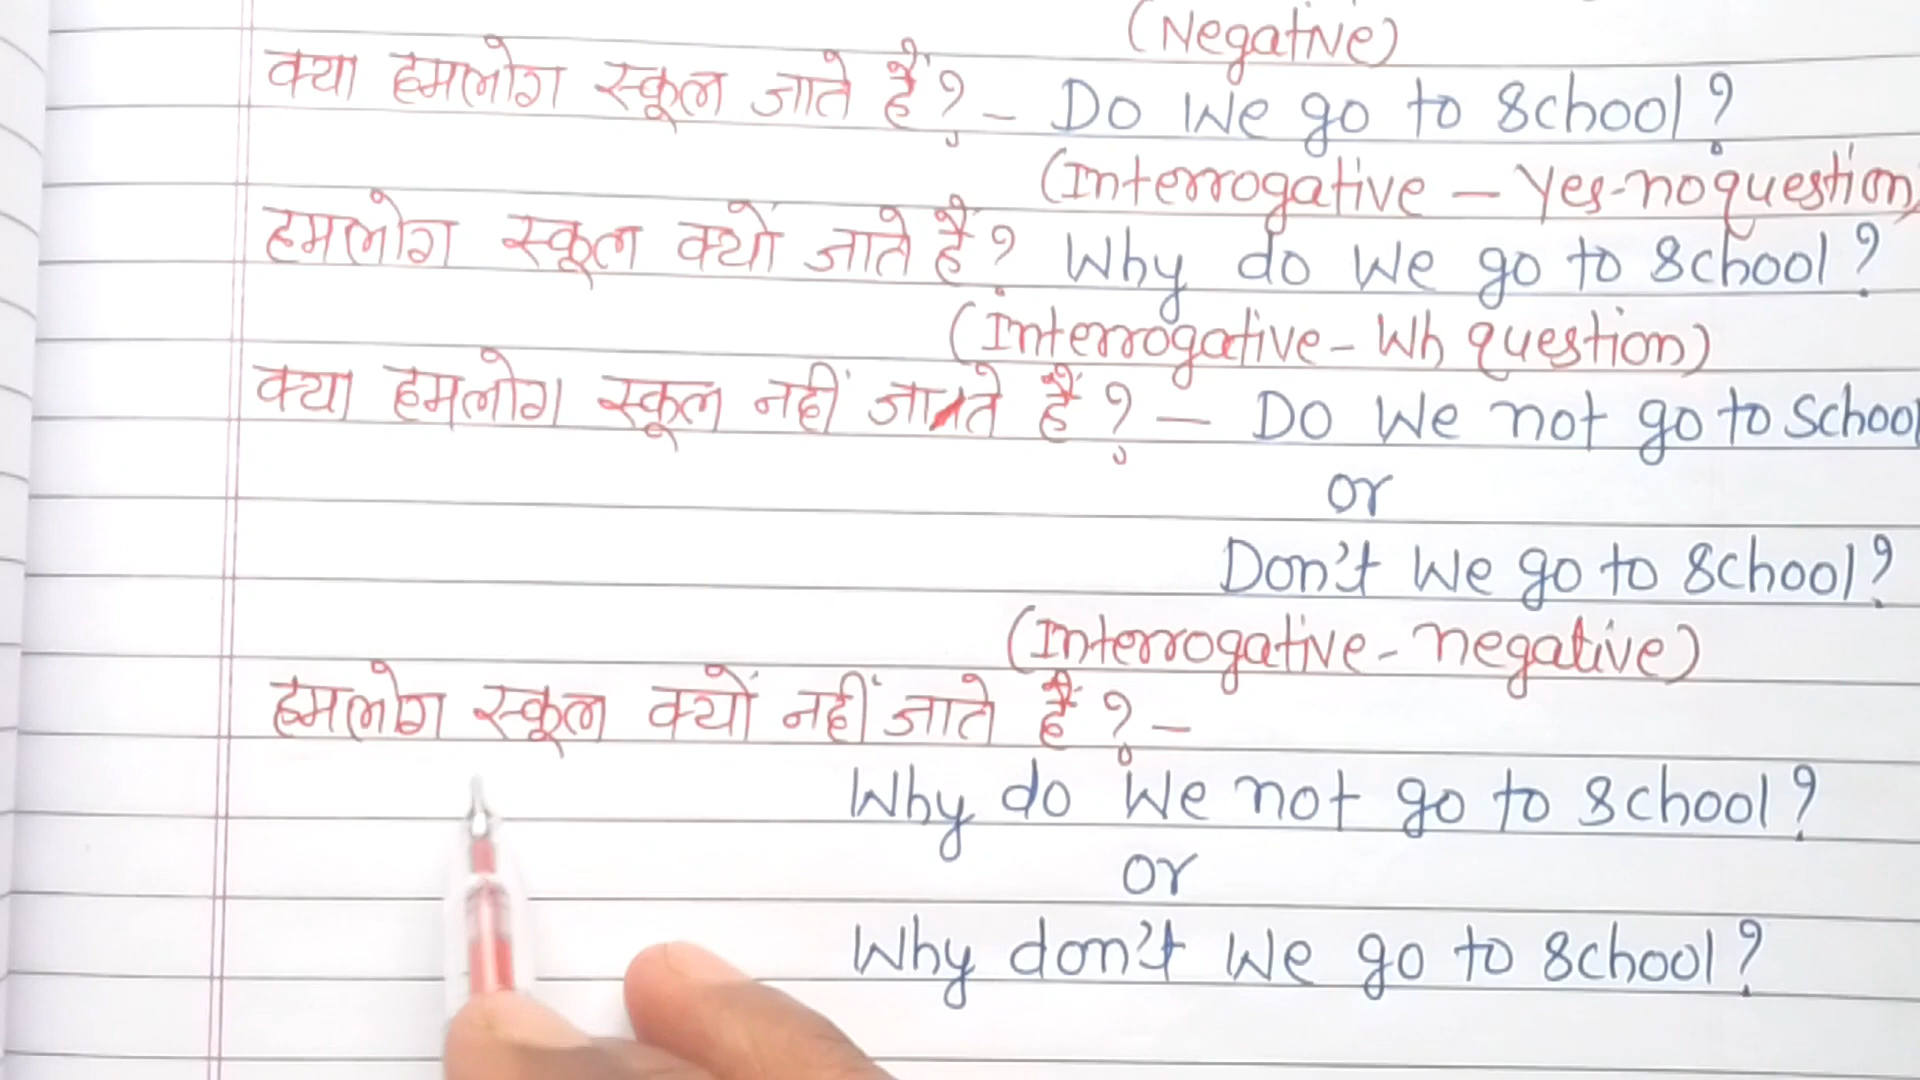 (Negative)
क्या हमलोग स्कूल जाते हैं? - Do We go to School?
(Interrogative - Yes-no question)
हमलोग स्कूल क्यों जाते हैं? Why do We go to School?
(Interrogative - Wh question)
क्या हमलोग स्कूल नहीं जाते हैं? - Do We not go to School
or
Don't We go to School?
(Interrogative - negative)
हमलोग स्कूल क्यों नहीं जाते हैं? -
Why do We not go to School?
or
Why don't We go to School?